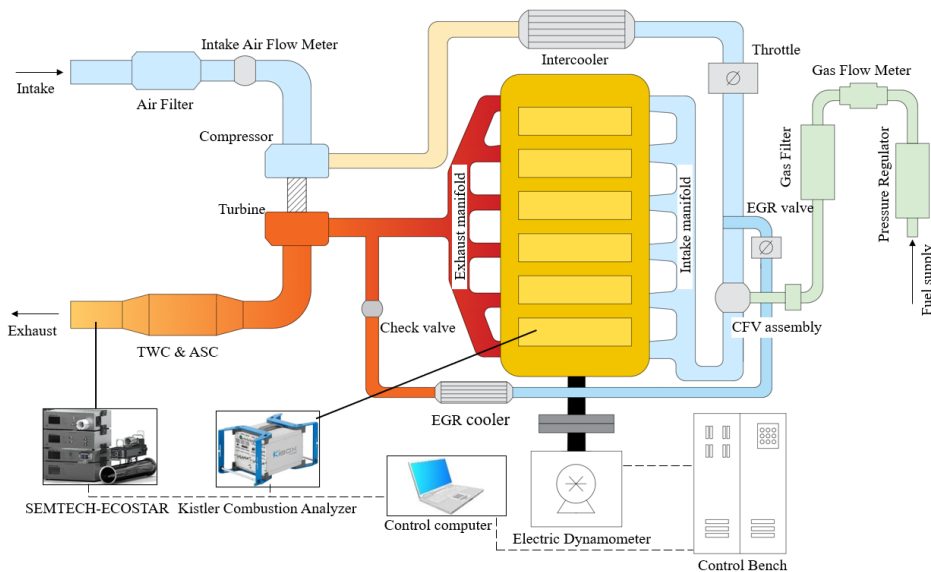 Intake Air Flow Meter
Intake
Air Filter
Compressor
Turbine
Intercooler
Throttle
Gas Flow Meter
Gas Filter
Pressure Regulator
EGR valve
Exhaust manifold
Intake manifold
Fuel supply
CFV assembly
Exhaust
TWC & ASC
Check valve
EGR cooler
SEMTECH-ECOSTAR
Kistler Combustion Analyzer
Control computer
Electric Dynamometer
Control Bench